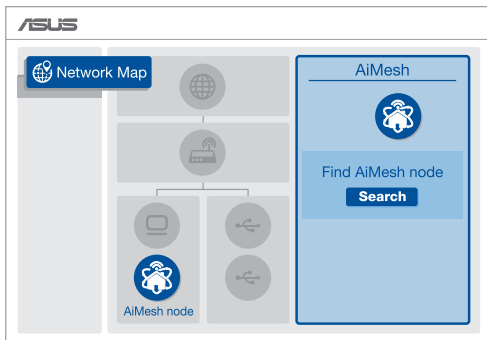 ASUS
Network Map
AiMesh
Find AiMesh node
Search
AiMesh node